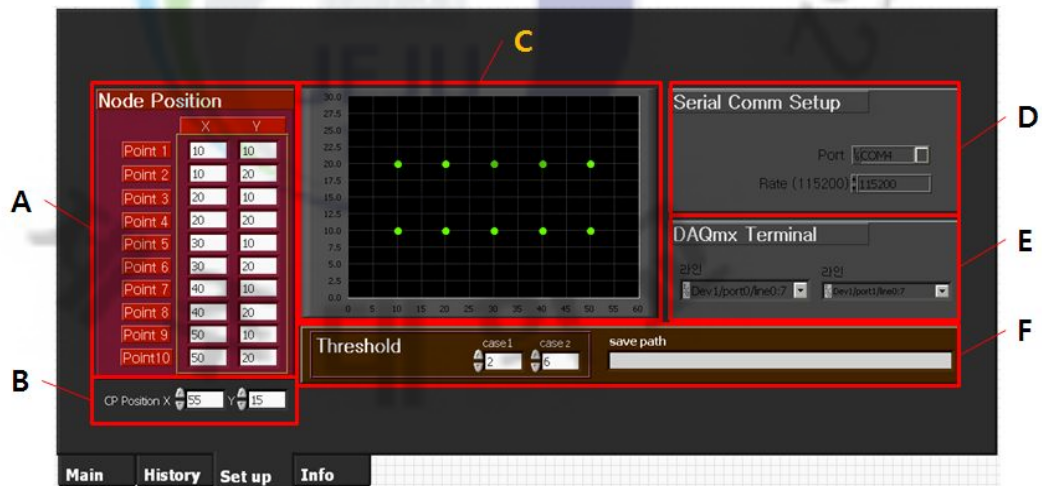 C
Node Position
X Y
Point 1 10 10
Point 2 10 20
Point 3 20 10
Point 4 20 20
Point 5 30 10
Point 6 30 20
Point 7 40 10
Point 8 40 20
Point 9 50 10
Point10 50 20
A
B
CP Position X 55 Y 15
30.0
27.5
25.0
22.5
20.0
17.5
15.0
12.5
10.0
7.5
5.0
2.5
0.0
0 5 10 15 20 25 30 35 40 45 50 55 60
Serial Comm Setup
Port COM4
Rate (115200) 115200
D
DAQmx Terminal
라인 라인
Dev1/port0/line0:7 Dev1/port1/line0:7
E
Threshold
case1 case2
2 6
save path
F
Main History Set up Info